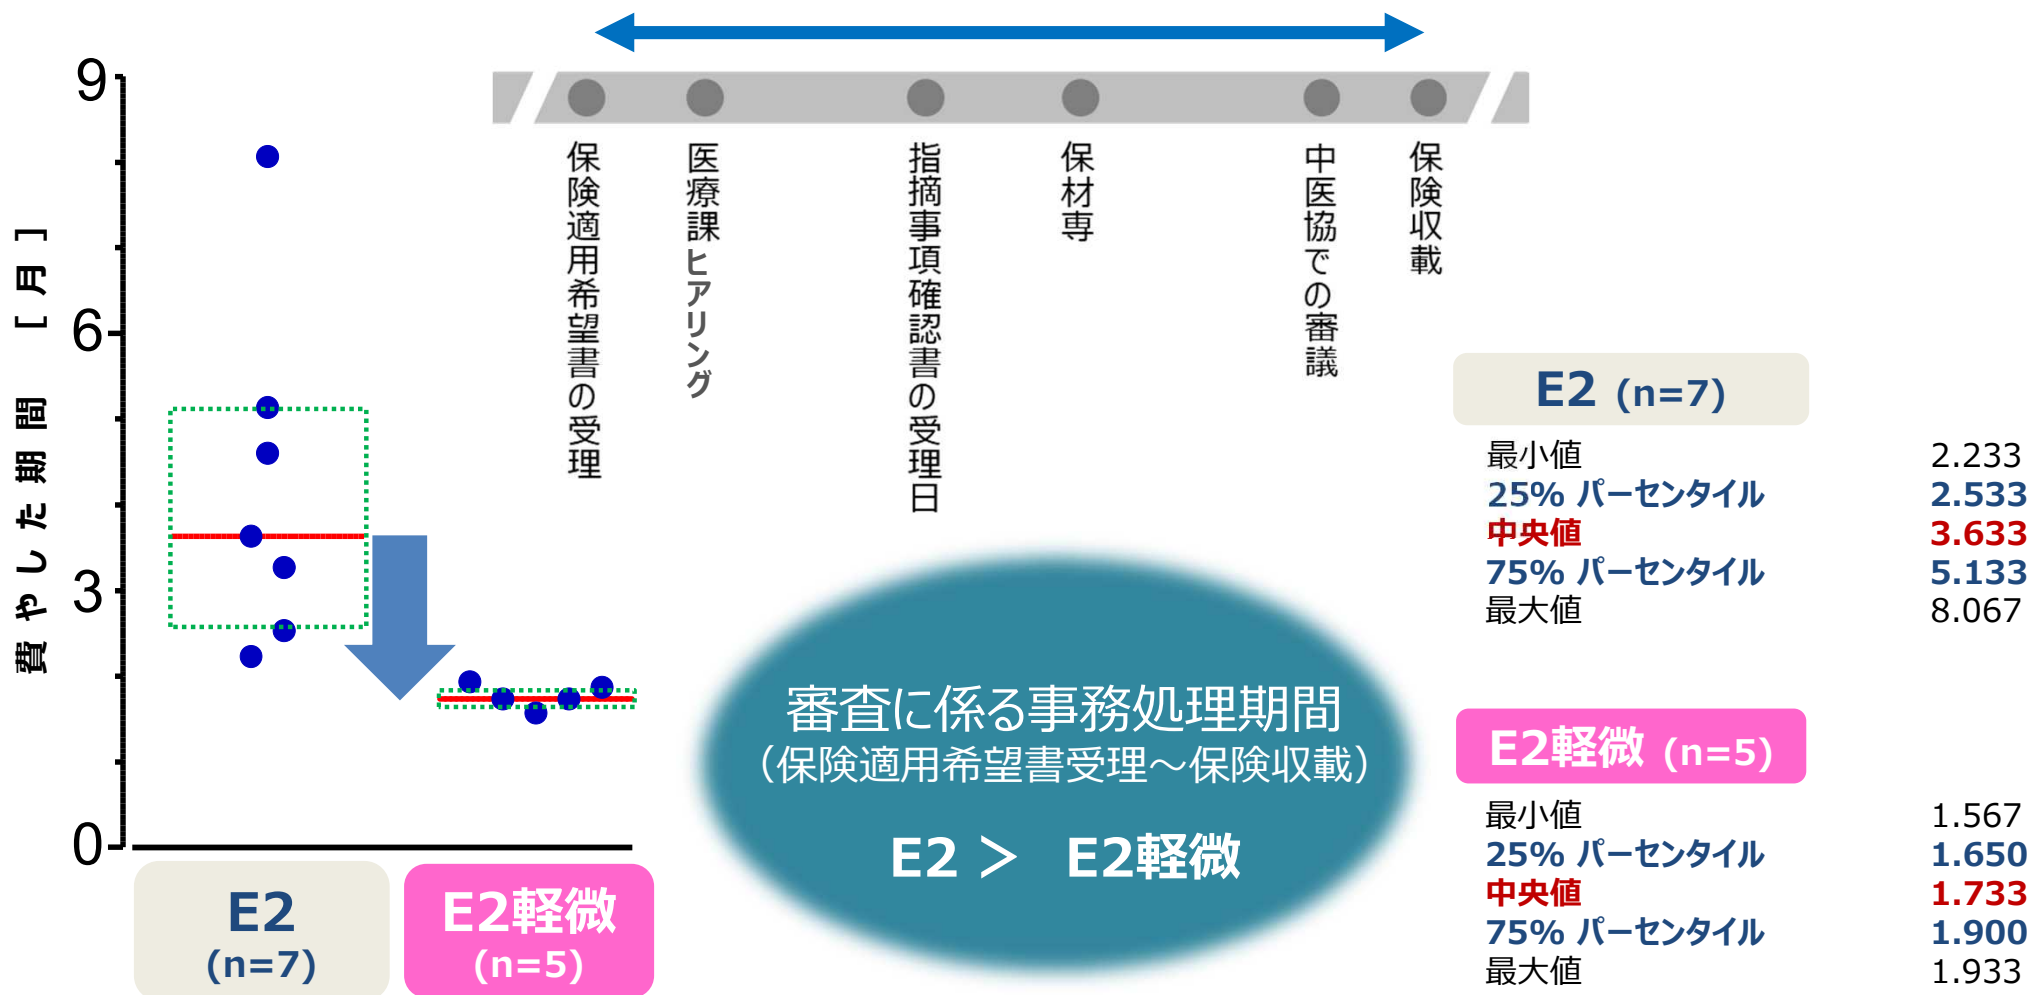 費やした期間 [月]
9
6
3
0
E2
(n=7)
E2軽微
(n=5)
保険適用希望書の受理
医療課ヒアリング
指摘事項確認書の受理日
保材専
中医協での審議
保険収載
審査に係る事務処理期間
（保険適用希望書受理～保険収載）
E2 ＞ E2軽微
E2 (n=7)
最小値 2.233
25% パーセンタイル 2.533
中央値 3.633
75% パーセンタイル 5.133
最大値 8.067
E2軽微 (n=5)
最小値 1.567
25% パーセンタイル 1.650
中央値 1.733
75% パーセンタイル 1.900
最大値 1.933